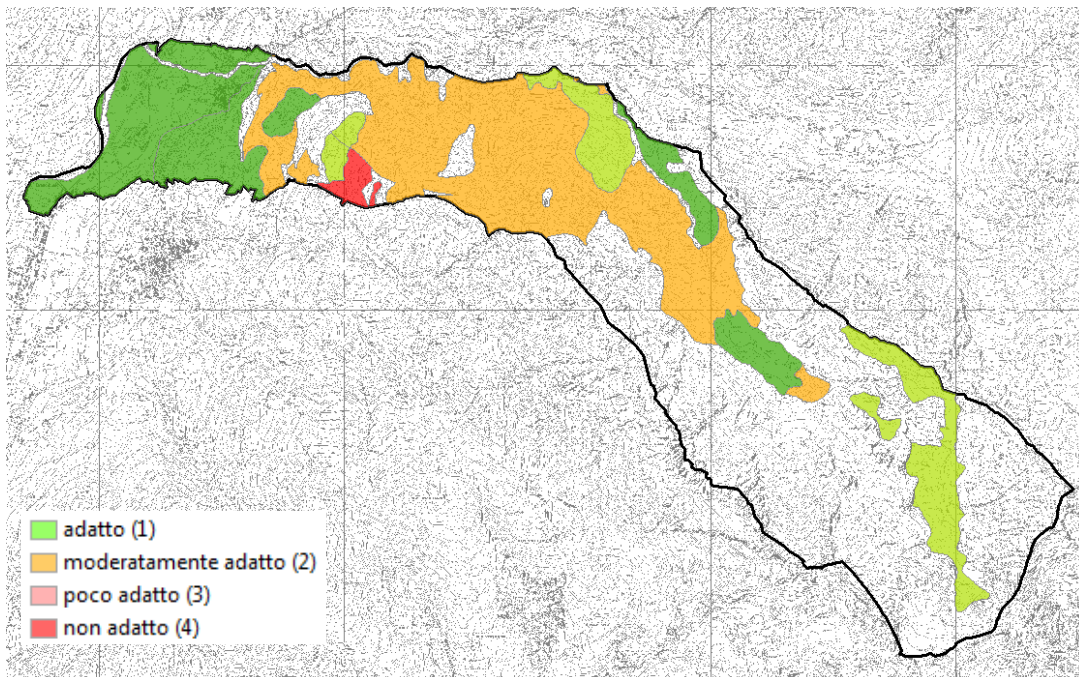 adatto (1)
moderatamente adatto (2)
poco adatto (3)
non adatto (4)